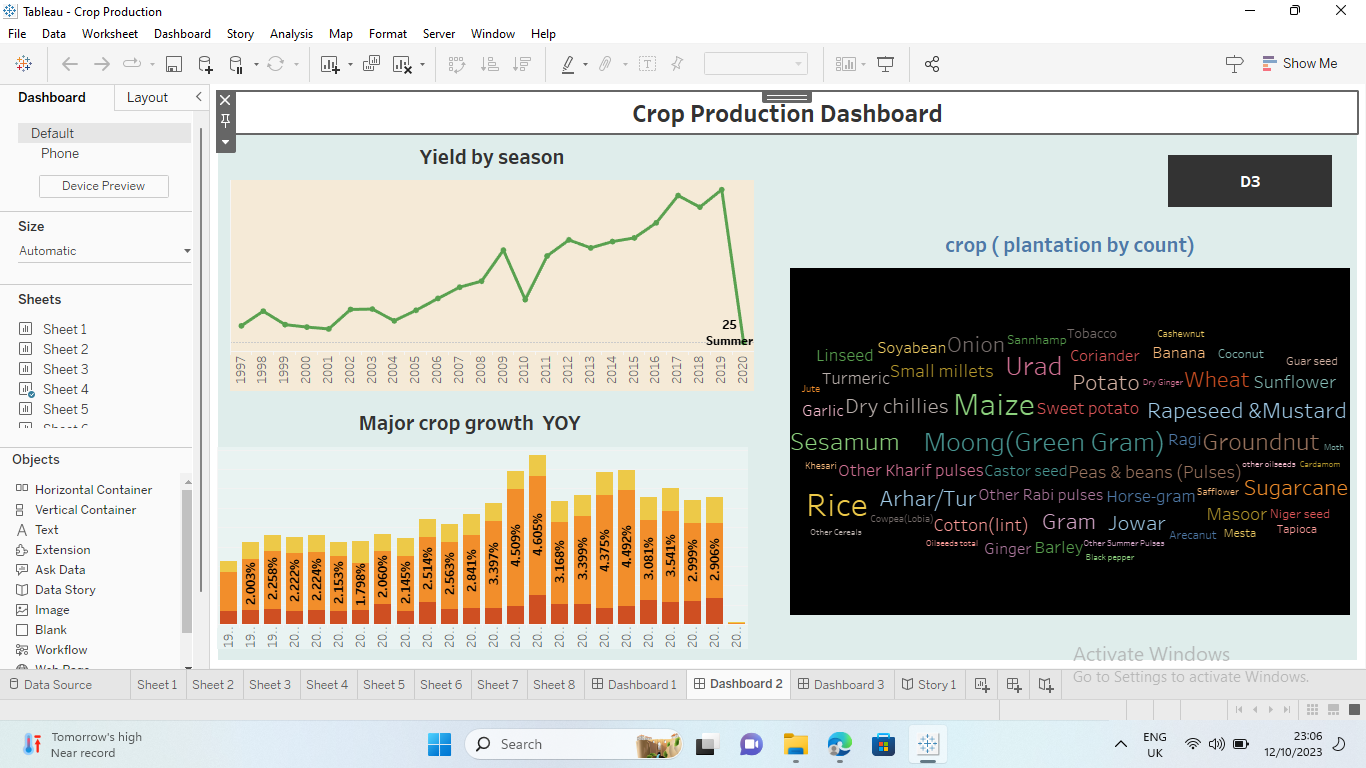 Tableau - Crop Production
File Data Worksheet Dashboard Story Analysis Map Format Server Window Help
Show Me
Dashboard Layout
Default
Phone
Device Preview
Size
Automatic
Sheets
Sheet 1
Sheet 2
Sheet 3
Sheet 4
Sheet 5
Objects
Horizontal Container
Vertical Container
Text
Extension
Ask Data
Data Story
Image
Blank
Workflow
Crop Production Dashboard
Yield by season
25
Summer
1997 1998 1999 2000 2001 2002 2003 2004 2005 2006 2007 2008 2009 2010 2011 2012 2013 2014 2015 2016 2017 2018 2019 2020
Major crop growth YOY
2.003% 2.258% 2.222% 2.224% 2.153% 1.798% 2.060% 2.145% 2.514% 2.563% 2.841% 3.397% 4.509% 4.605% 3.168% 3.399% 4.375% 4.492% 3.081% 3.541% 2.999% 2.906%
19.. 19.. 19.. 20.. 20.. 20.. 20.. 20.. 20.. 20.. 20.. 20.. 20.. 20.. 20.. 20.. 20.. 20.. 20.. 20.. 20.. 20.. 20.. 20..
D3
crop ( plantation by count)
Tobacco Cashewnut
Linseed Soyabean Onion Sannhamp Coriander Banana Coconut Guar seed
Turmeric Small millets Urad Potato Dry Ginger Wheat Sunflower
Jute
Garlic Dry chillies Maize Sweet potato Rapeseed &Mustard
Sesamum Moong(Green Gram) Ragi Groundnut Moth
Khesari Other Kharif pulses Castor seed Peas & beans (Pulses) other oilseeds Cardamom
Rice Arhar/Tur Other Rabi pulses Horse-gram Safflower Sugarcane
Cowpea(Lobia) Cotton(lint) Gram Jowar Masoor Niger seed
Other Cereals Arecanut Mesta Tapioca
Oilseeds total Ginger Barley Other Summer Pulses
Black pepper
Activate Windows
Go to Settings to activate Windows.
Data Source Sheet 1 Sheet 2 Sheet 3 Sheet 4 Sheet 5 Sheet 6 Sheet 7 Sheet 8 Dashboard 1 Dashboard 2 Dashboard 3 Story 1
Tomorrow's high
Near record
Search
ENG
UK
23:06
12/10/2023